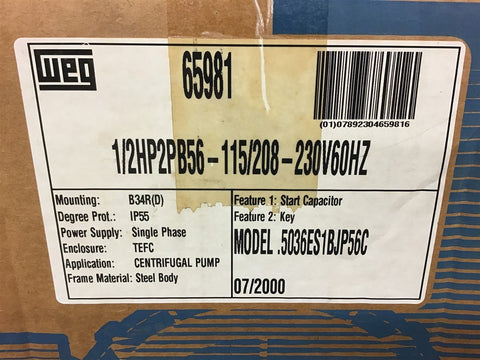 WEG
65981
(01)07892304659816
1/2HP2PB56-115/208-230V60HZ
Mounting: B34R(D)
Degree Prot.: IP55
Power Supply: Single Phase
Enclosure: TEFC
Application: CENTRIFUGAL PUMP
Frame Material: Steel Body
Feature 1: Start Capacitor
Feature 2: Key
MODEL .5036ES1BJP56C
07/2000